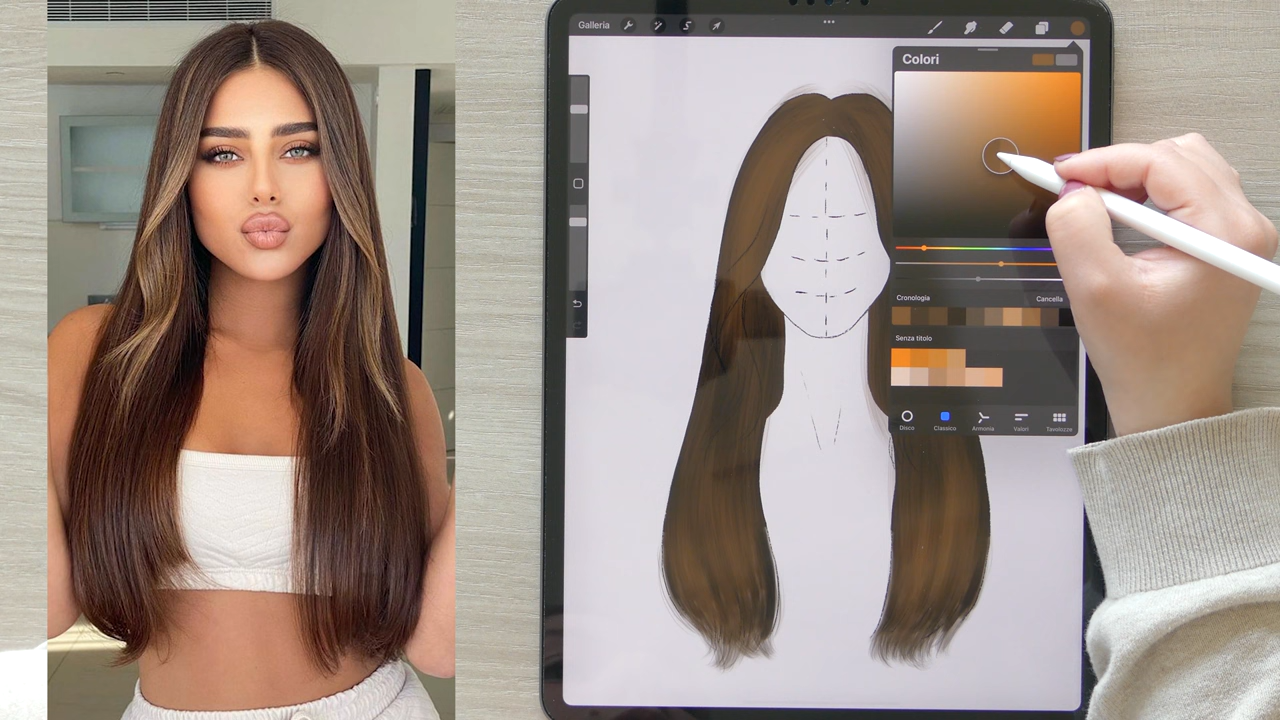 Galleria
Colori
Cronologia Cancella
Senza titolo
Disco Classico Armonia Valori Tavolozze